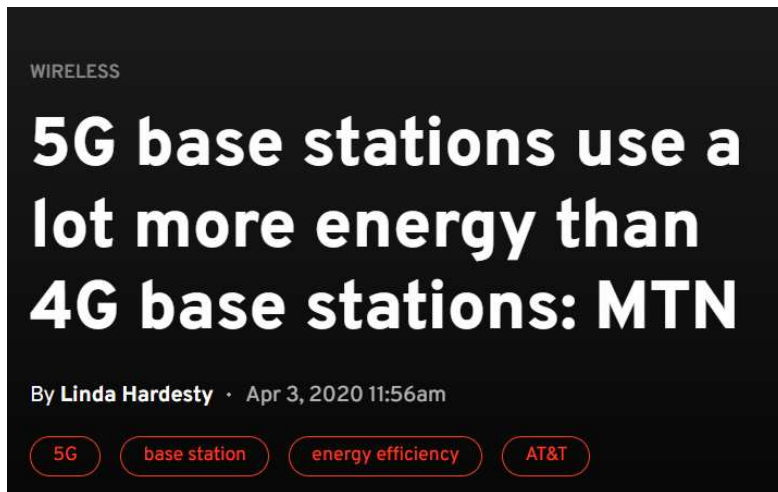 WIRELESS
5G base stations use a
lot more energy than
4G base stations: MTN
By Linda Hardesty · Apr 3, 2020 11:56am
5G base station energy efficiency AT&T